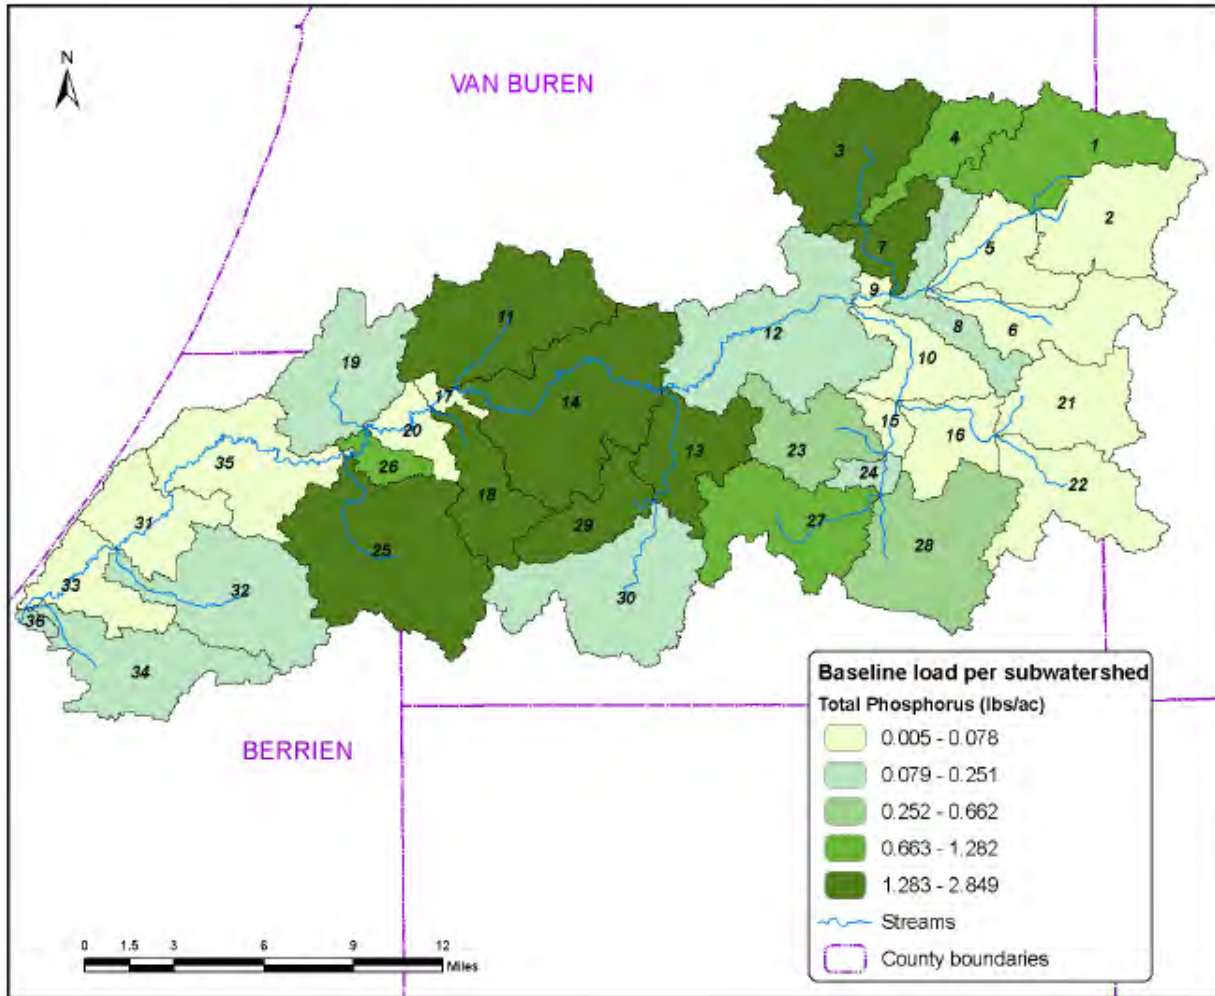 N
VAN BUREN
3
4
1
2
7
5
9
8
6
12
10
11
19
17
14
21
20
15
16
13
23
35
26
24
22
18
27
31
29
28
25
32
33
30
36
34
BERRIEN
Baseline load per subwatershed
Total Phosphorus (lbs/ac)
0.005 - 0.078
0.079 - 0.251
0.252 - 0.662
0.663 - 1.282
1.283 - 2.849
Streams
County boundaries
0 1.5 3 6 9 12
Miles